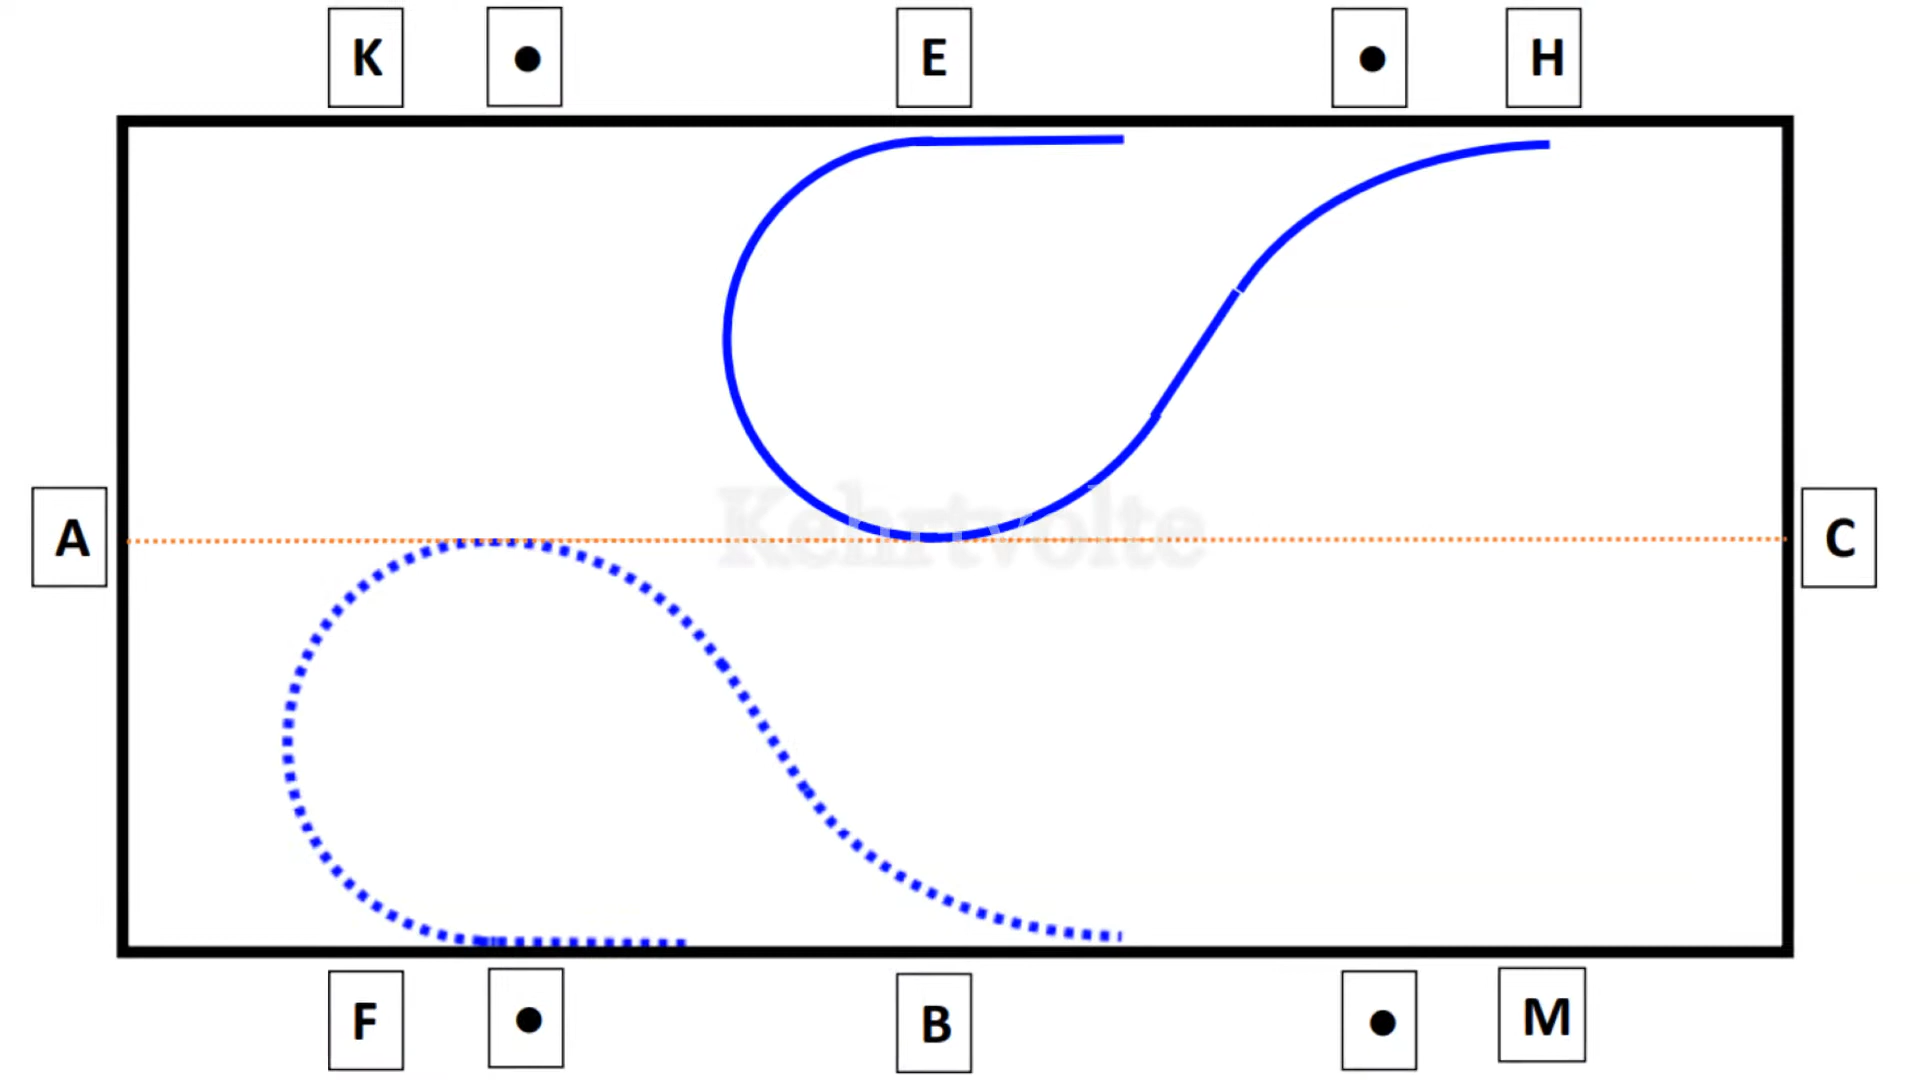 K ● E ● H
A Kehrtvolte C
F ● B ● M